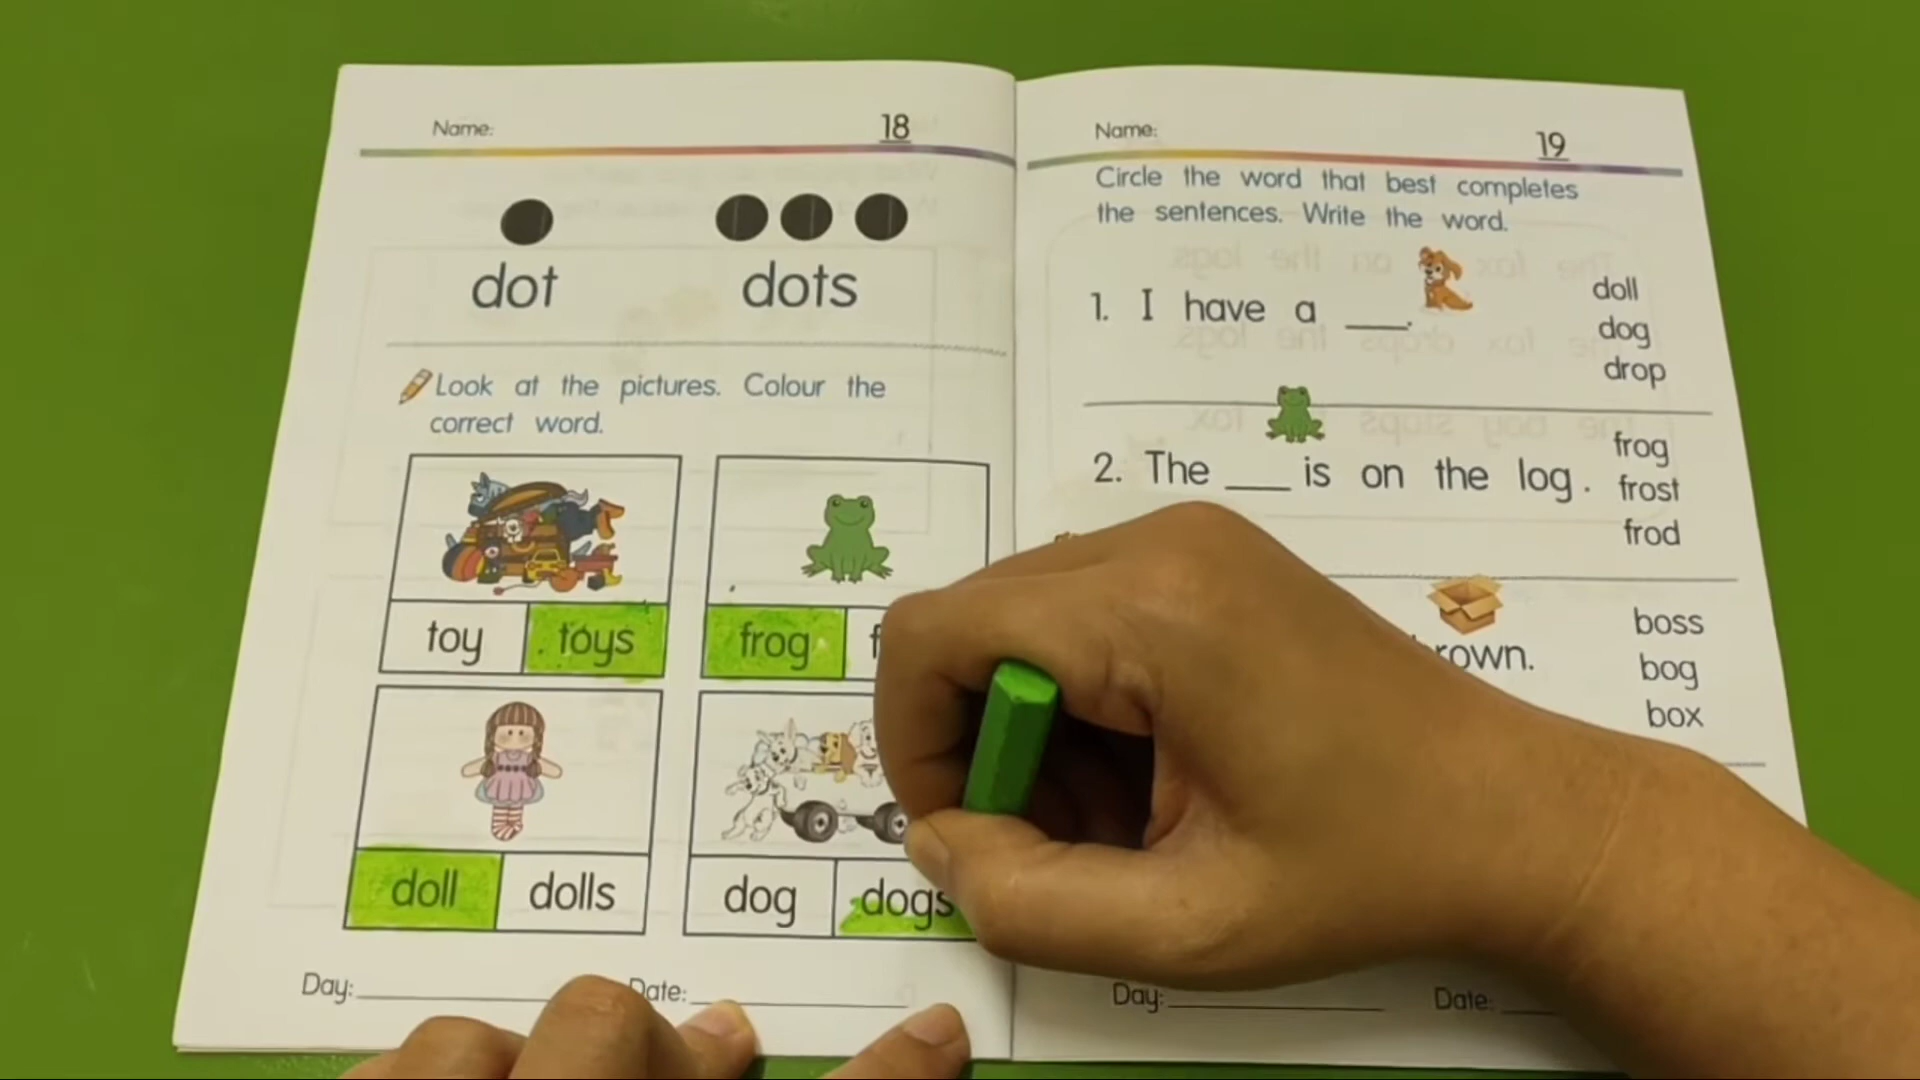 Name:
18
dot
dots
Look at the pictures. Colour the
correct word.
toy
toys
frog
doll
dolls
dog
dogs
Day:
Date:
Name:
19
Circle the word that best completes
the sentences. Write the word.
1. I have a ___.
doll
dog
drop
2. The ___ is on the log.
frog
frost
frod
brown.
boss
bog
box
Day:
Date: